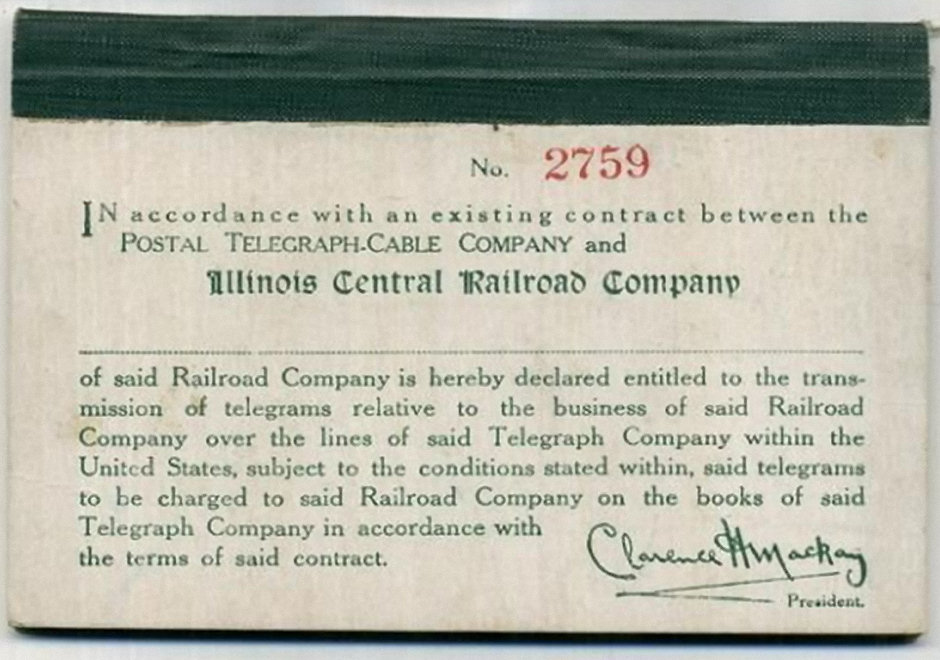 No. 2759
IN accordance with an existing contract between the
POSTAL TELEGRAPH-CABLE COMPANY and
Illinois Central Railroad Company
of said Railroad Company is hereby declared entitled to the trans-
mission of telegrams relative to the business of said Railroad
Company over the lines of said Telegraph Company within the
United States, subject to the conditions stated within, said telegrams
to be charged to said Railroad Company on the books of said
Telegraph Company in accordance with
the terms of said contract.
Clarence H Mackay
President.